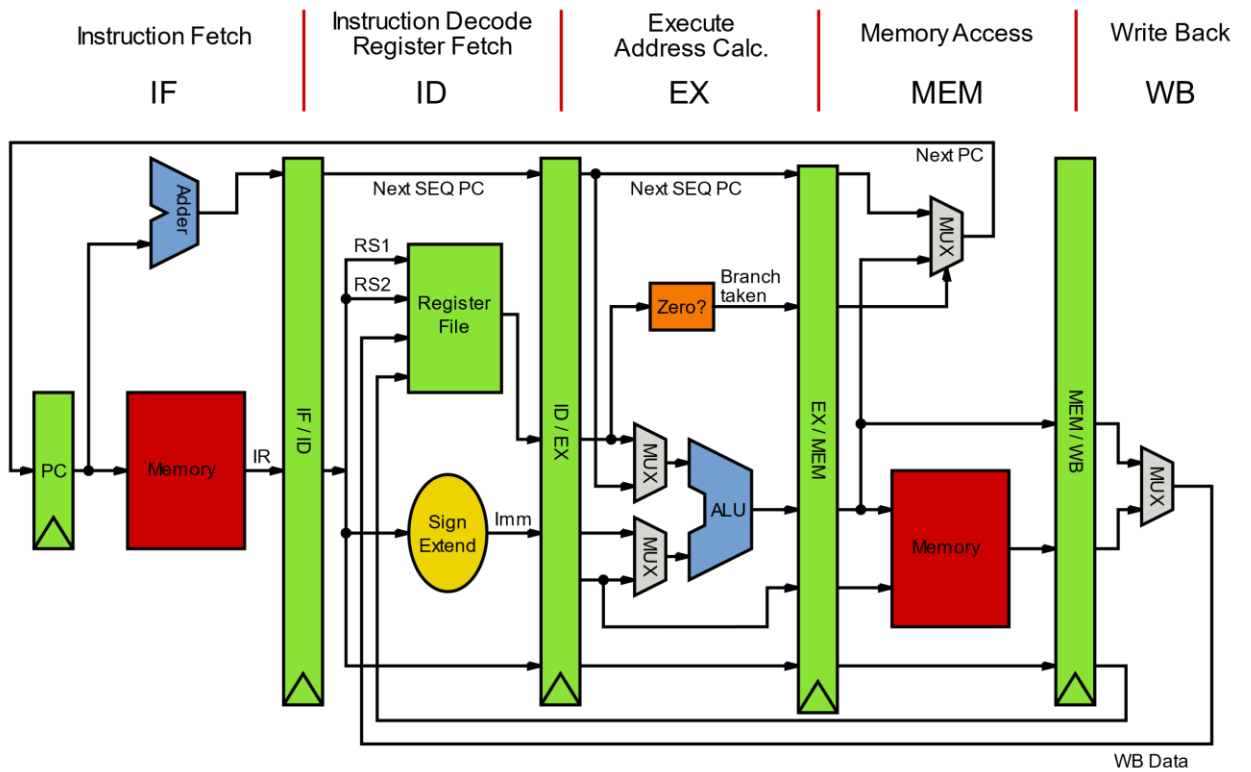 Instruction Fetch
IF
Instruction Decode
Register Fetch
ID
Execute
Address Calc.
EX
Memory Access
MEM
Write Back
WB
Next PC
Adder
Next SEQ PC
Next SEQ PC
MUX
RS1
RS2
Register
File
Branch
taken
Zero?
IF / ID
ID / EX
EX / MEM
MEM / WB
PC
Memory
IR
MUX
MUX
ALU
Sign
Extend
Imm
Memory
MUX
WB Data